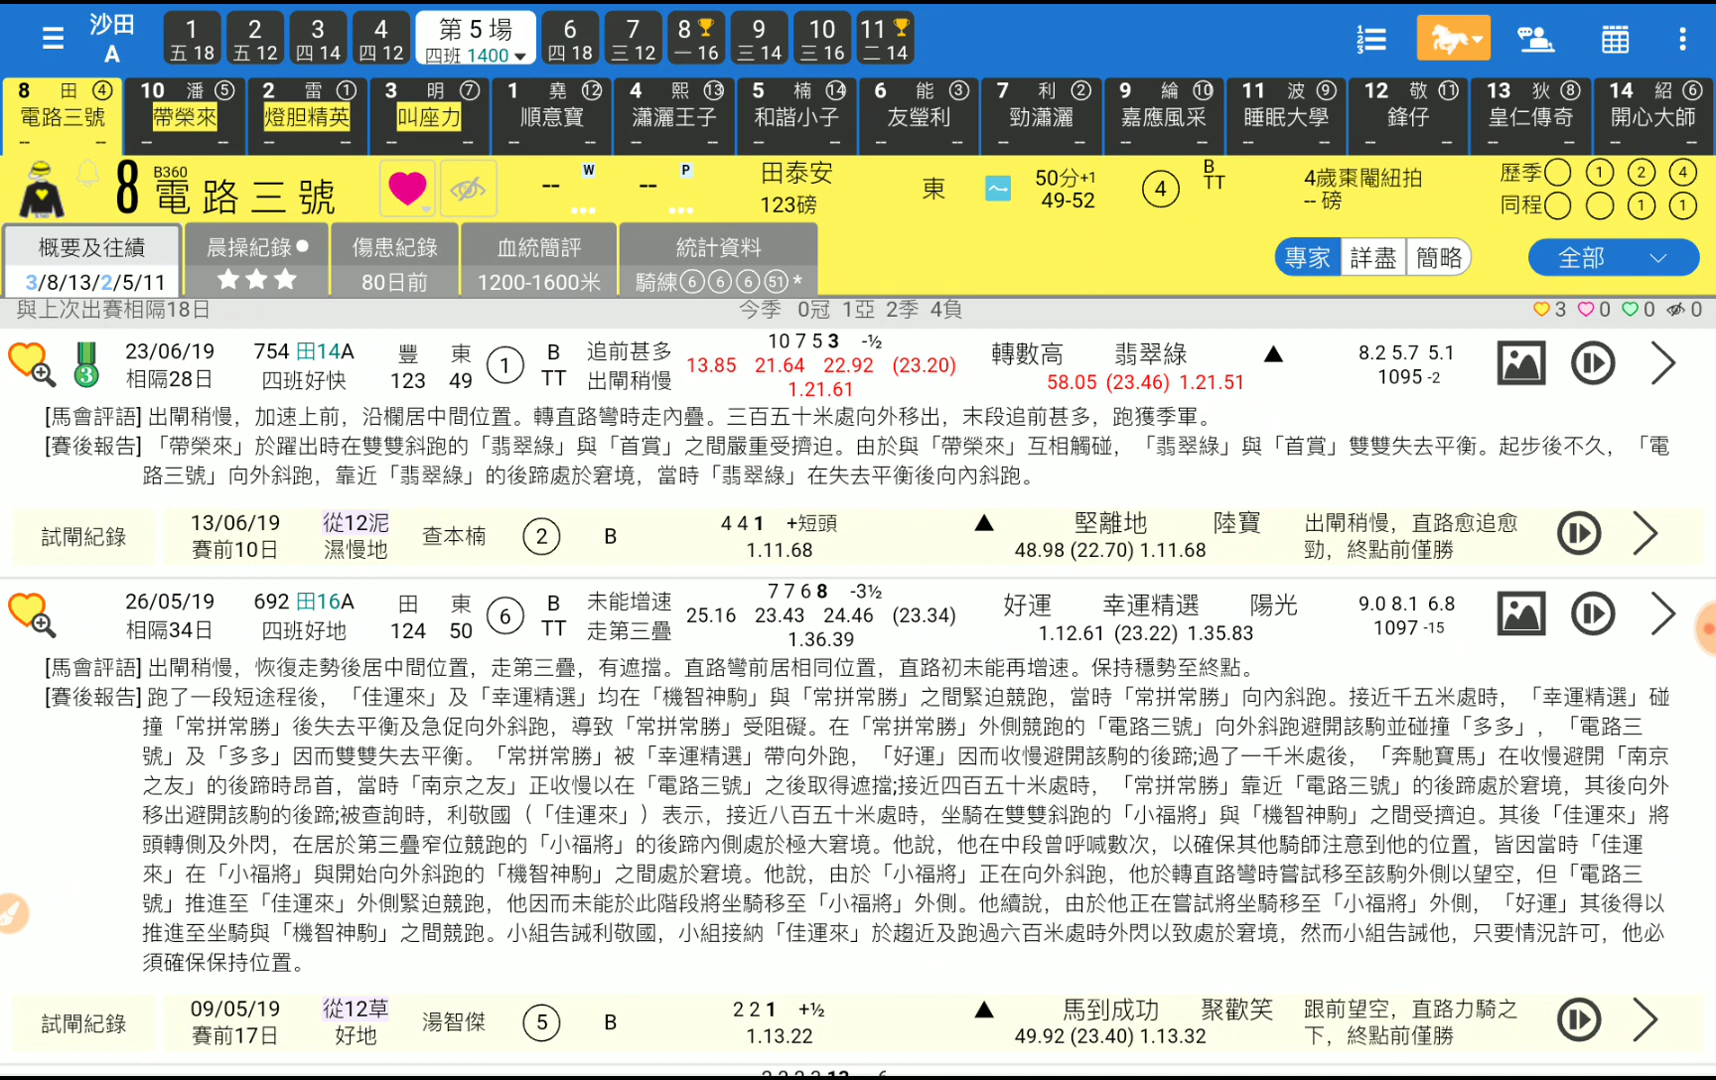 沙田
A
1
五 18
2
五 12
3
四 14
4
四 12
第 5 場
四班 1400
6
四 18
7
三 12
8
一 16
9
三 14
10
三 16
11
二 14
8 田 ④
電路三號
-- --
10 潘 ⑤
帶榮來
-- --
2 雷 ①
燈胆精英
-- --
3 明 ⑦
叫座力
-- --
1 堯 ⑫
順意寶
-- --
4 熙 ⑬
瀟灑王子
-- --
5 楠 ⑭
和諧小子
-- --
6 能 ③
友瑩利
-- --
7 利 ②
勁瀟灑
-- --
9 綸 ⑩
嘉應風采
-- --
11 波 ⑨
睡眠大學
-- --
12 敬 ⑪
鋒仔
-- --
13 狄 ⑧
皇仁傳奇
-- --
14 紹 ⑥
開心大師
-- --
8 B360
電路三號
-- W
-- P
田泰安
123磅
東
50分+1
49-52
④
B
TT
4歲東閹紐拍
-- 磅
歷季 ① ② ④
同程 ① ①
概要及往績
3/8/13/2/5/11
晨操紀錄
★★★
傷患紀錄
80日前
血統簡評
1200-1600米
統計資料
騎練⑥⑥⑥51*
專家 詳盡 簡略
全部
與上次出賽相隔18日
今季 0冠 1亞 2季 4負
3 0 0 0
3
23/06/19 754 田14A 豐 東 ① B 追前甚多 10 7 5 3 -½ 轉數高 翡翠綠 ▲ 8.2 5.7 5.1
相隔28日 四班好快 123 49 TT 出閘稍慢 13.85 21.64 22.92 (23.20) 58.05 (23.46) 1.21.51 1095 -2
1.21.61
[馬會評語] 出閘稍慢，加速上前，沿欄居中間位置。轉直路彎時走內疊。三百五十米處向外移出，末段追前甚多，跑獲季軍。
[賽後報告] 「帶榮來」於躍出時在雙雙斜跑的「翡翠綠」與「首賞」之間嚴重受擠迫。由於與「帶榮來」互相觸碰，「翡翠綠」與「首賞」雙雙失去平衡。起步後不久，「電
路三號」向外斜跑，靠近「翡翠綠」的後蹄處於窘境，當時「翡翠綠」在失去平衡後向內斜跑。
試閘紀錄 13/06/19 從12泥 查本楠 ② B 4 4 1 +短頭 ▲ 堅離地 陸寶 出閘稍慢，直路愈追愈
賽前10日 濕慢地 1.11.68 48.98 (22.70) 1.11.68 勁，終點前僅勝
26/05/19 692 田16A 田 東 ⑥ B 未能增速 7 7 6 8 -3½ 好運 幸運精選 陽光 9.0 8.1 6.8
相隔34日 四班好地 124 50 TT 走第三疊 25.16 23.43 24.46 (23.34) 1.12.61 (23.22) 1.35.83 1097 -15
1.36.39
[馬會評語] 出閘稍慢，恢復走勢後居中間位置，走第三疊，有遮擋。直路彎前居相同位置，直路初未能再增速。保持穩勢至終點。
[賽後報告] 跑了一段短途程後，「佳運來」及「幸運精選」均在「機智神駒」與「常拼常勝」之間緊迫競跑，當時「常拼常勝」向內斜跑。接近千五米處時，「幸運精選」碰
撞「常拼常勝」後失去平衡及急促向外斜跑，導致「常拼常勝」受阻礙。在「常拼常勝」外側競跑的「電路三號」向外斜跑避開該駒並碰撞「多多」，「電路三
號」及「多多」因而雙雙失去平衡。「常拼常勝」被「幸運精選」帶向外跑，「好運」因而收慢避開該駒的後蹄;過了一千米處後，「奔馳寶馬」在收慢避開「南京
之友」的後蹄時昂首，當時「南京之友」正收慢以在「電路三號」之後取得遮擋;接近四百五十米處時，「常拼常勝」靠近「電路三號」的後蹄處於窘境，其後向外
移出避開該駒的後蹄;被查詢時，利敬國（「佳運來」）表示，接近八百五十米處時，坐騎在雙雙斜跑的「小福將」與「機智神駒」之間受擠迫。其後「佳運來」將
頭轉側及外閃，在居於第三疊窄位競跑的「小福將」的後蹄內側處於極大窘境。他說，他在中段曾呼喊數次，以確保其他騎師注意到他的位置，皆因當時「佳運
來」在「小福將」與開始向外斜跑的「機智神駒」之間處於窘境。他說，由於「小福將」正在向外斜跑，他於轉直路彎時嘗試移至該駒外側以望空，但「電路三
號」推進至「佳運來」外側緊迫競跑，他因而未能於此階段將坐騎移至「小福將」外側。他續說，由於他正在嘗試將坐騎移至「小福將」外側，「好運」其後得以
推進至坐騎與「機智神駒」之間競跑。小組告誡利敬國，小組接納「佳運來」於趨近及跑過六百米處時外閃以致處於窘境，然而小組告誡他，只要情況許可，他必
須確保保持位置。
試閘紀錄 09/05/19 從12草 湯智傑 ⑤ B 2 2 1 +½ ▲ 馬到成功 聚歡笑 跟前望空，直路力騎之
賽前17日 好地 1.13.22 49.92 (23.40) 1.13.32 下，終點前僅勝